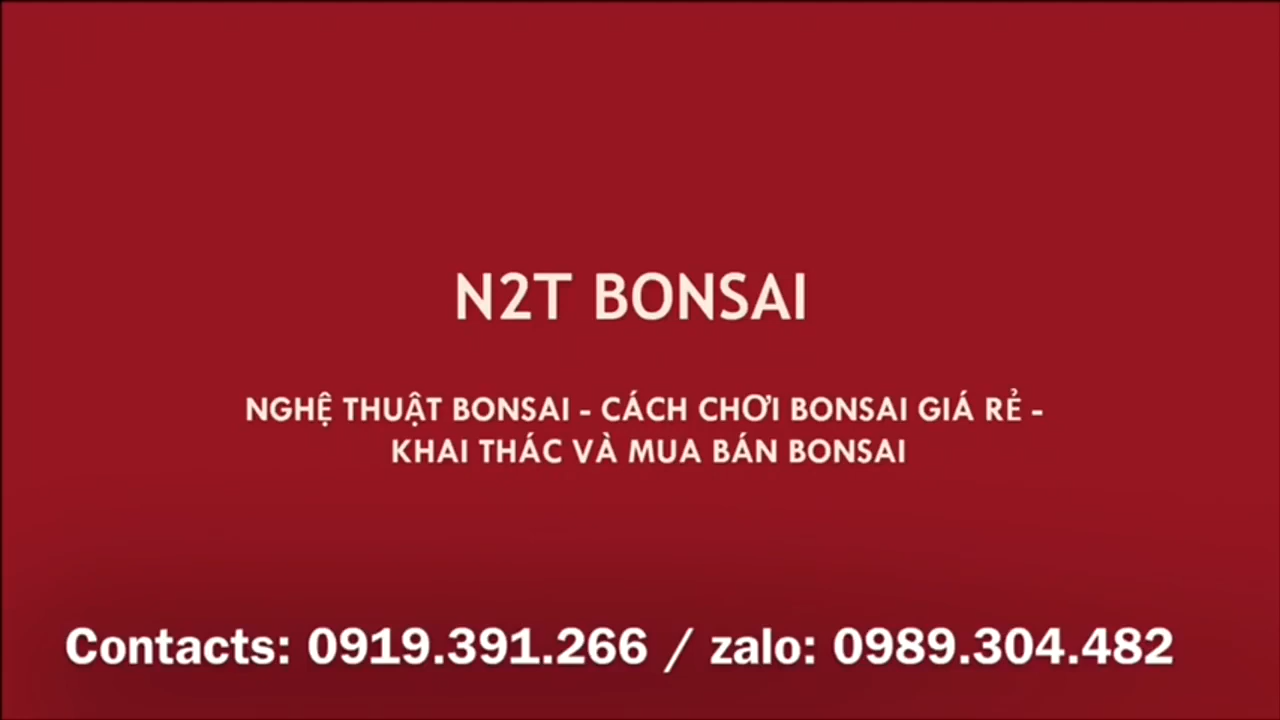 N2T BONSAI
NGHỆ THUẬT BONSAI - CÁCH CHƠI BONSAI GIÁ RẺ -
KHAI THÁC VÀ MUA BÁN BONSAI
Contacts: 0919.391.266 / zalo: 0989.304.482